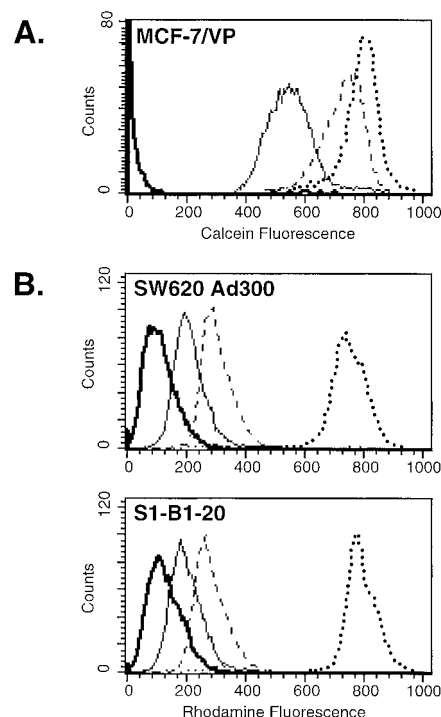 A.
MCF-7/VP
80
Counts
0
0 200 400 600 800 1000
Calcein Fluorescence
B.
SW620 Ad300
120
Counts
0
0 200 400 600 800 1000
S1-B1-20
120
Counts
0
0 200 400 600 800 1000
Rhodamine Fluorescence